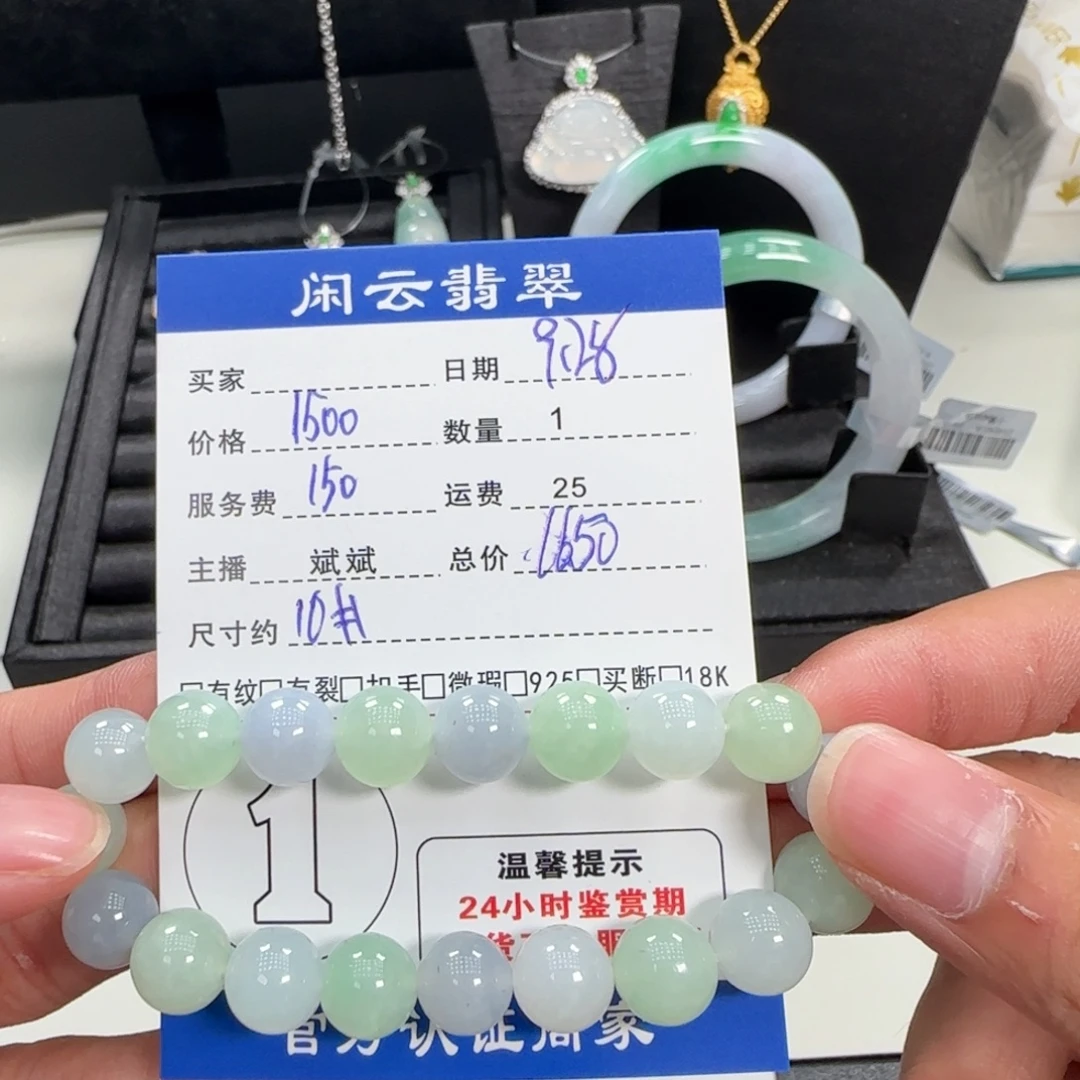 闲云翡翠
买家 日期 9.28
价格 1500 数量 1
服务费 150 运费 25
主播 斌斌 总价 1650
尺寸约 10#
□有纹□有裂□扣手□微瑕□925□买断□18K
1
温馨提示
24小时鉴赏期
官方认证商家